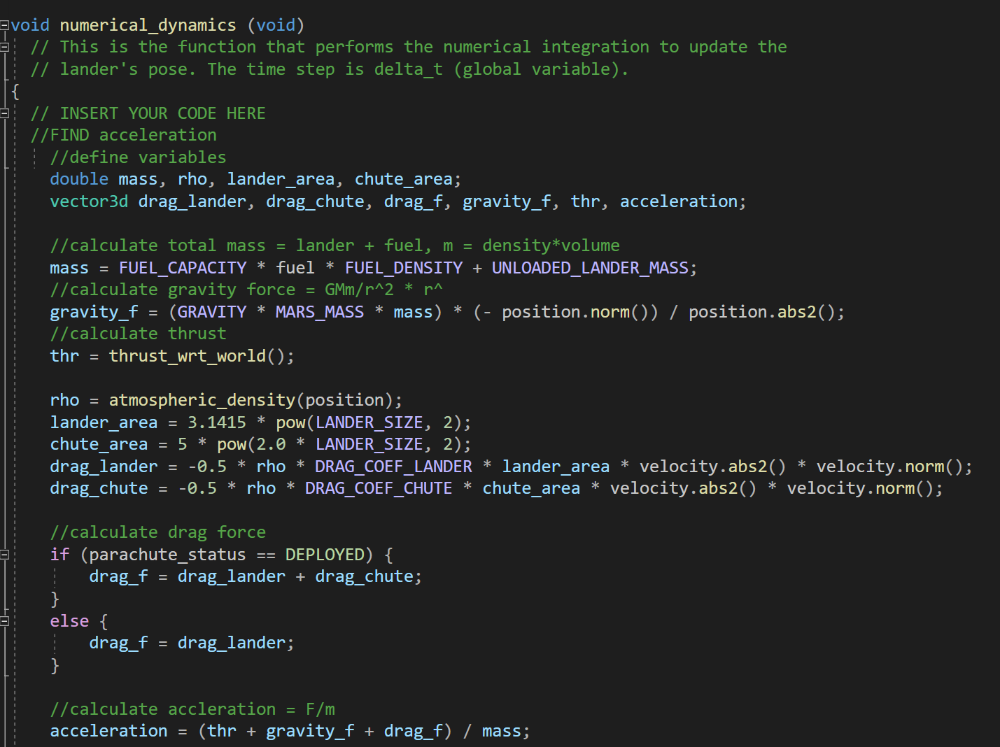 void numerical_dynamics (void)
// This is the function that performs the numerical integration to update the
// lander's pose. The time step is delta_t (global variable).
{
// INSERT YOUR CODE HERE
//FIND acceleration
//define variables
double mass, rho, lander_area, chute_area;
vector3d drag_lander, drag_chute, drag_f, gravity_f, thr, acceleration;
//calculate total mass = lander + fuel, m = density*volume
mass = FUEL_CAPACITY * fuel * FUEL_DENSITY + UNLOADED_LANDER_MASS;
//calculate gravity force = GMm/r^2 * r^
gravity_f = (GRAVITY * MARS_MASS * mass) * (- position.norm()) / position.abs2();
//calculate thrust
thr = thrust_wrt_world();
rho = atmospheric_density(position);
lander_area = 3.1415 * pow(LANDER_SIZE, 2);
chute_area = 5 * pow(2.0 * LANDER_SIZE, 2);
drag_lander = -0.5 * rho * DRAG_COEF_LANDER * lander_area * velocity.abs2() * velocity.norm();
drag_chute = -0.5 * rho * DRAG_COEF_CHUTE * chute_area * velocity.abs2() * velocity.norm();
//calculate drag force
if (parachute_status == DEPLOYED) {
drag_f = drag_lander + drag_chute;
}
else {
drag_f = drag_lander;
}
//calculate accleration = F/m
acceleration = (thr + gravity_f + drag_f) / mass;